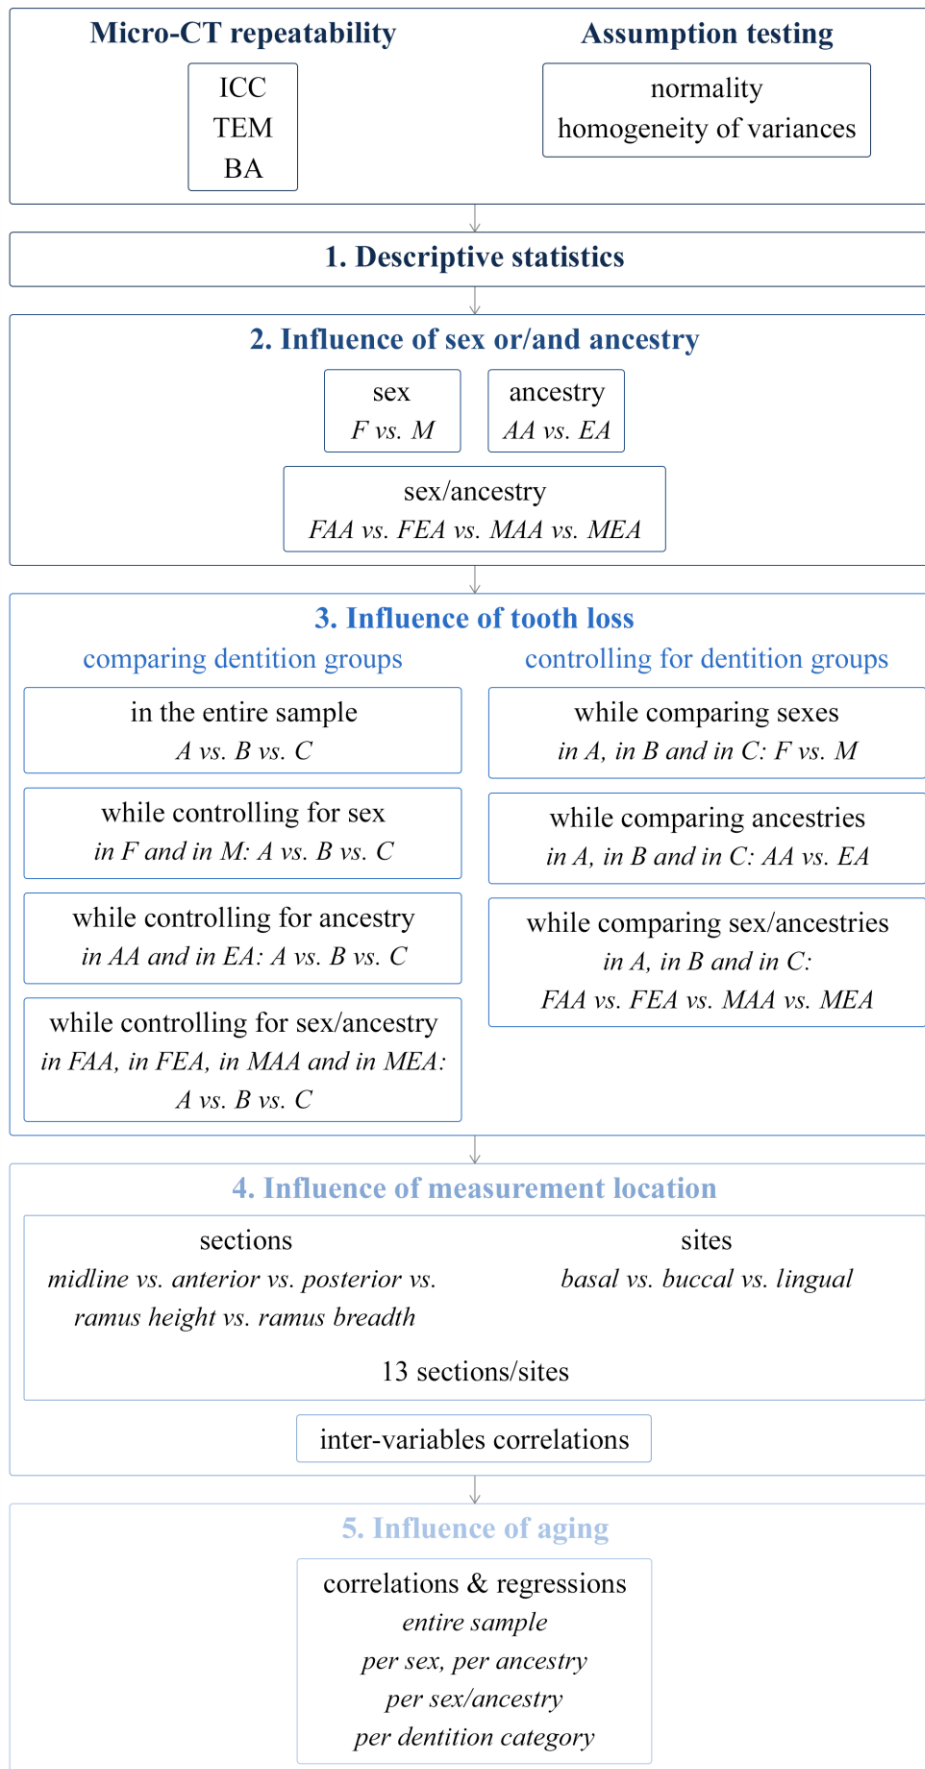 Micro-CT repeatability
ICC
TEM
BA
Assumption testing
normality
homogeneity of variances
1. Descriptive statistics
2. Influence of sex or/and ancestry
sex
F vs. M
ancestry
AA vs. EA
sex/ancestry
FAA vs. FEA vs. MAA vs. MEA
3. Influence of tooth loss
comparing dentition groups
in the entire sample
A vs. B vs. C
while controlling for sex
in F and in M: A vs. B vs. C
while controlling for ancestry
in AA and in EA: A vs. B vs. C
while controlling for sex/ancestry
in FAA, in FEA, in MAA and in MEA:
A vs. B vs. C
controlling for dentition groups
while comparing sexes
in A, in B and in C: F vs. M
while comparing ancestries
in A, in B and in C: AA vs. EA
while comparing sex/ancestries
in A, in B and in C:
FAA vs. FEA vs. MAA vs. MEA
4. Influence of measurement location
sections
midline vs. anterior vs. posterior vs.
ramus height vs. ramus breadth
sites
basal vs. buccal vs. lingual
13 sections/sites
inter-variables correlations
5. Influence of aging
correlations & regressions
entire sample
per sex, per ancestry
per sex/ancestry
per dentition category